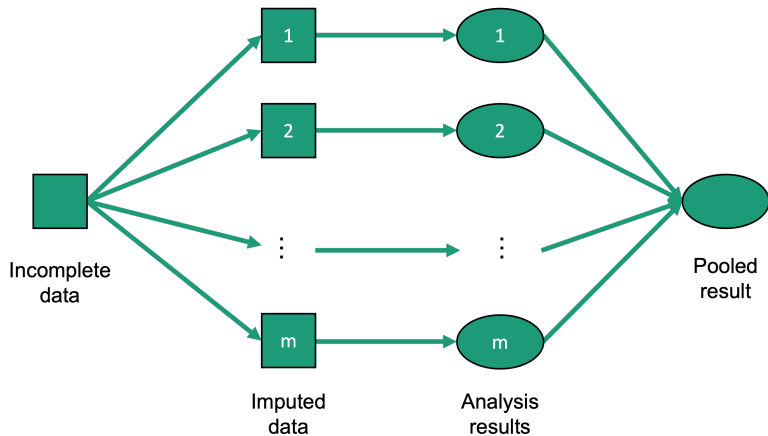 1
1
2
2
⋮
⋮
Incomplete
data
Pooled
result
m
m
Imputed
data
Analysis
results